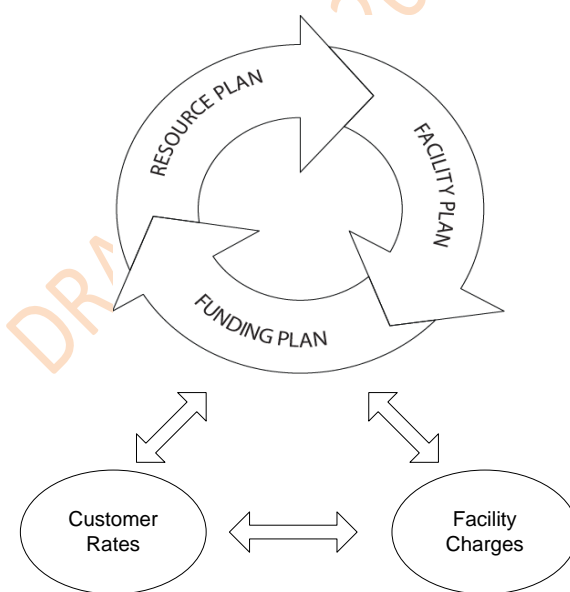 RESOURCE PLAN
FACILITY PLAN
FUNDING PLAN
Customer
Rates
Facility
Charges